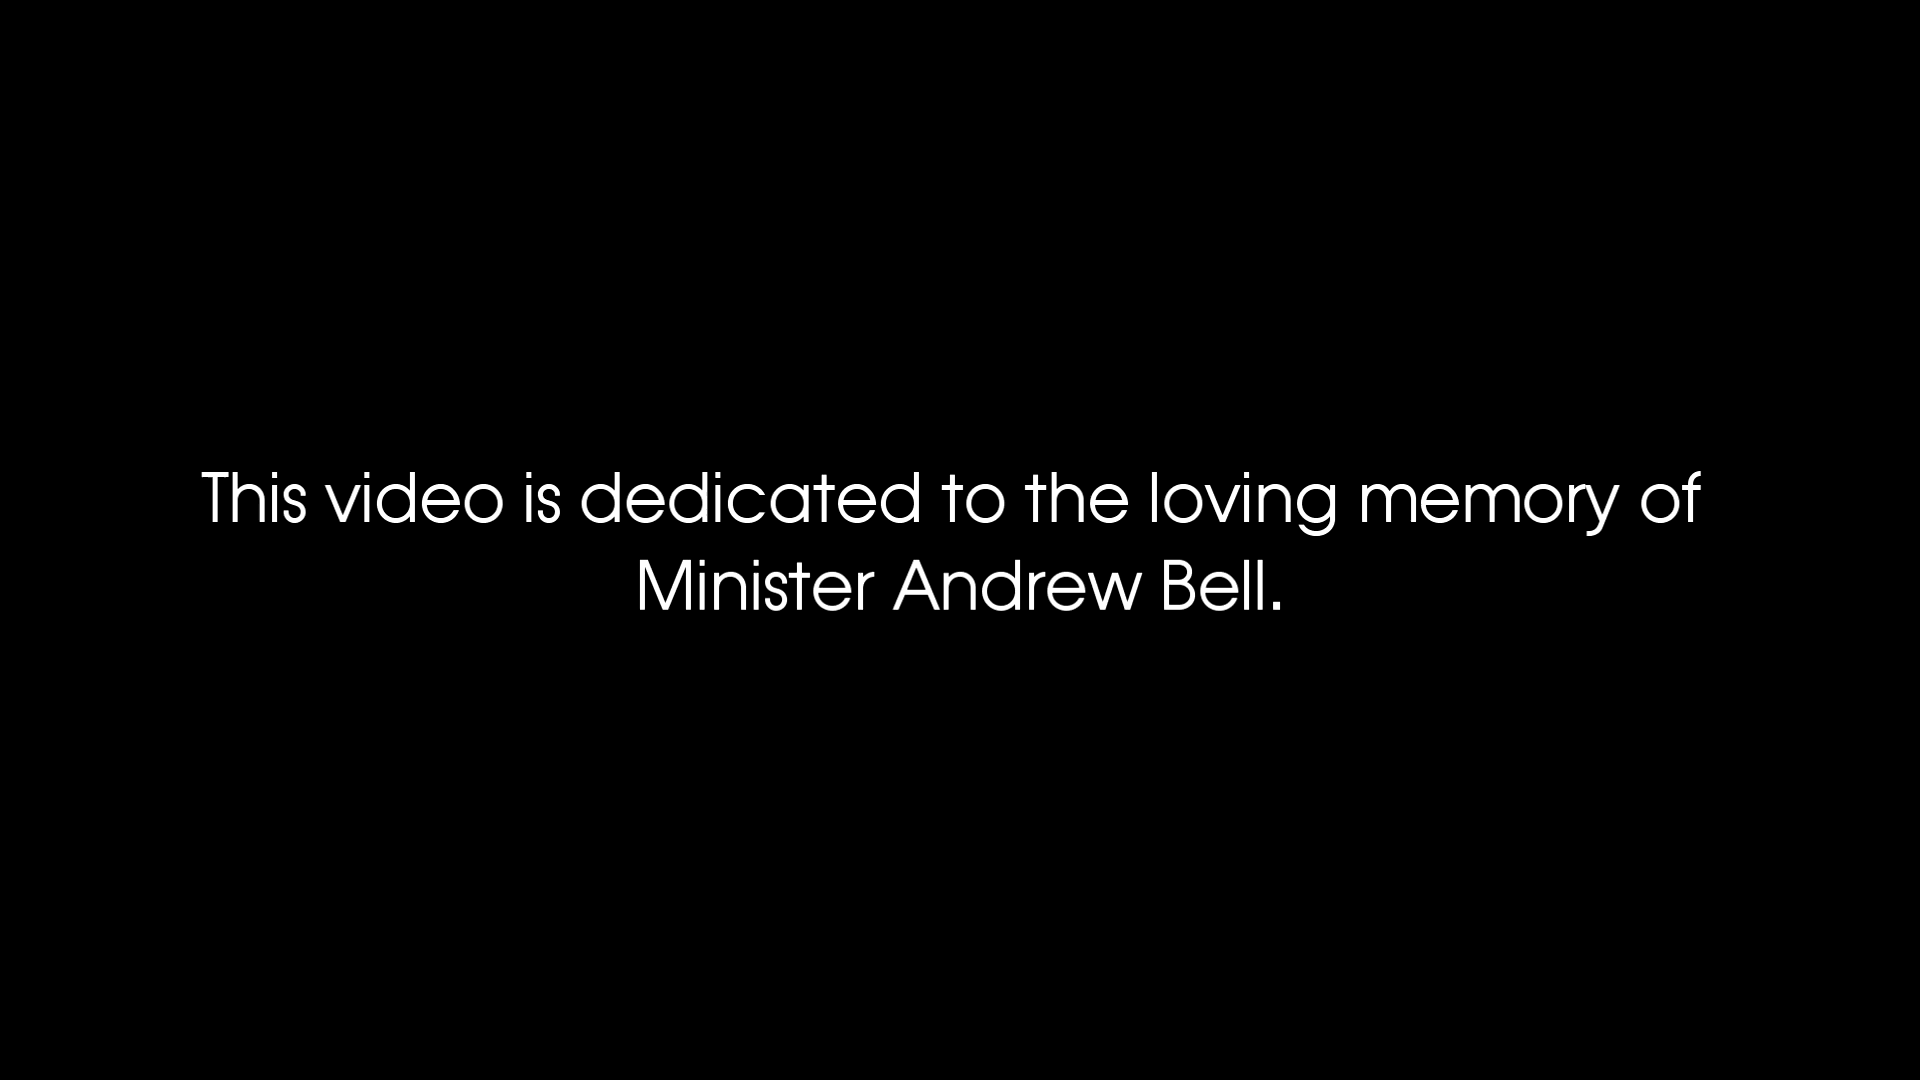 This video is dedicated to the loving memory of
Minister Andrew Bell.